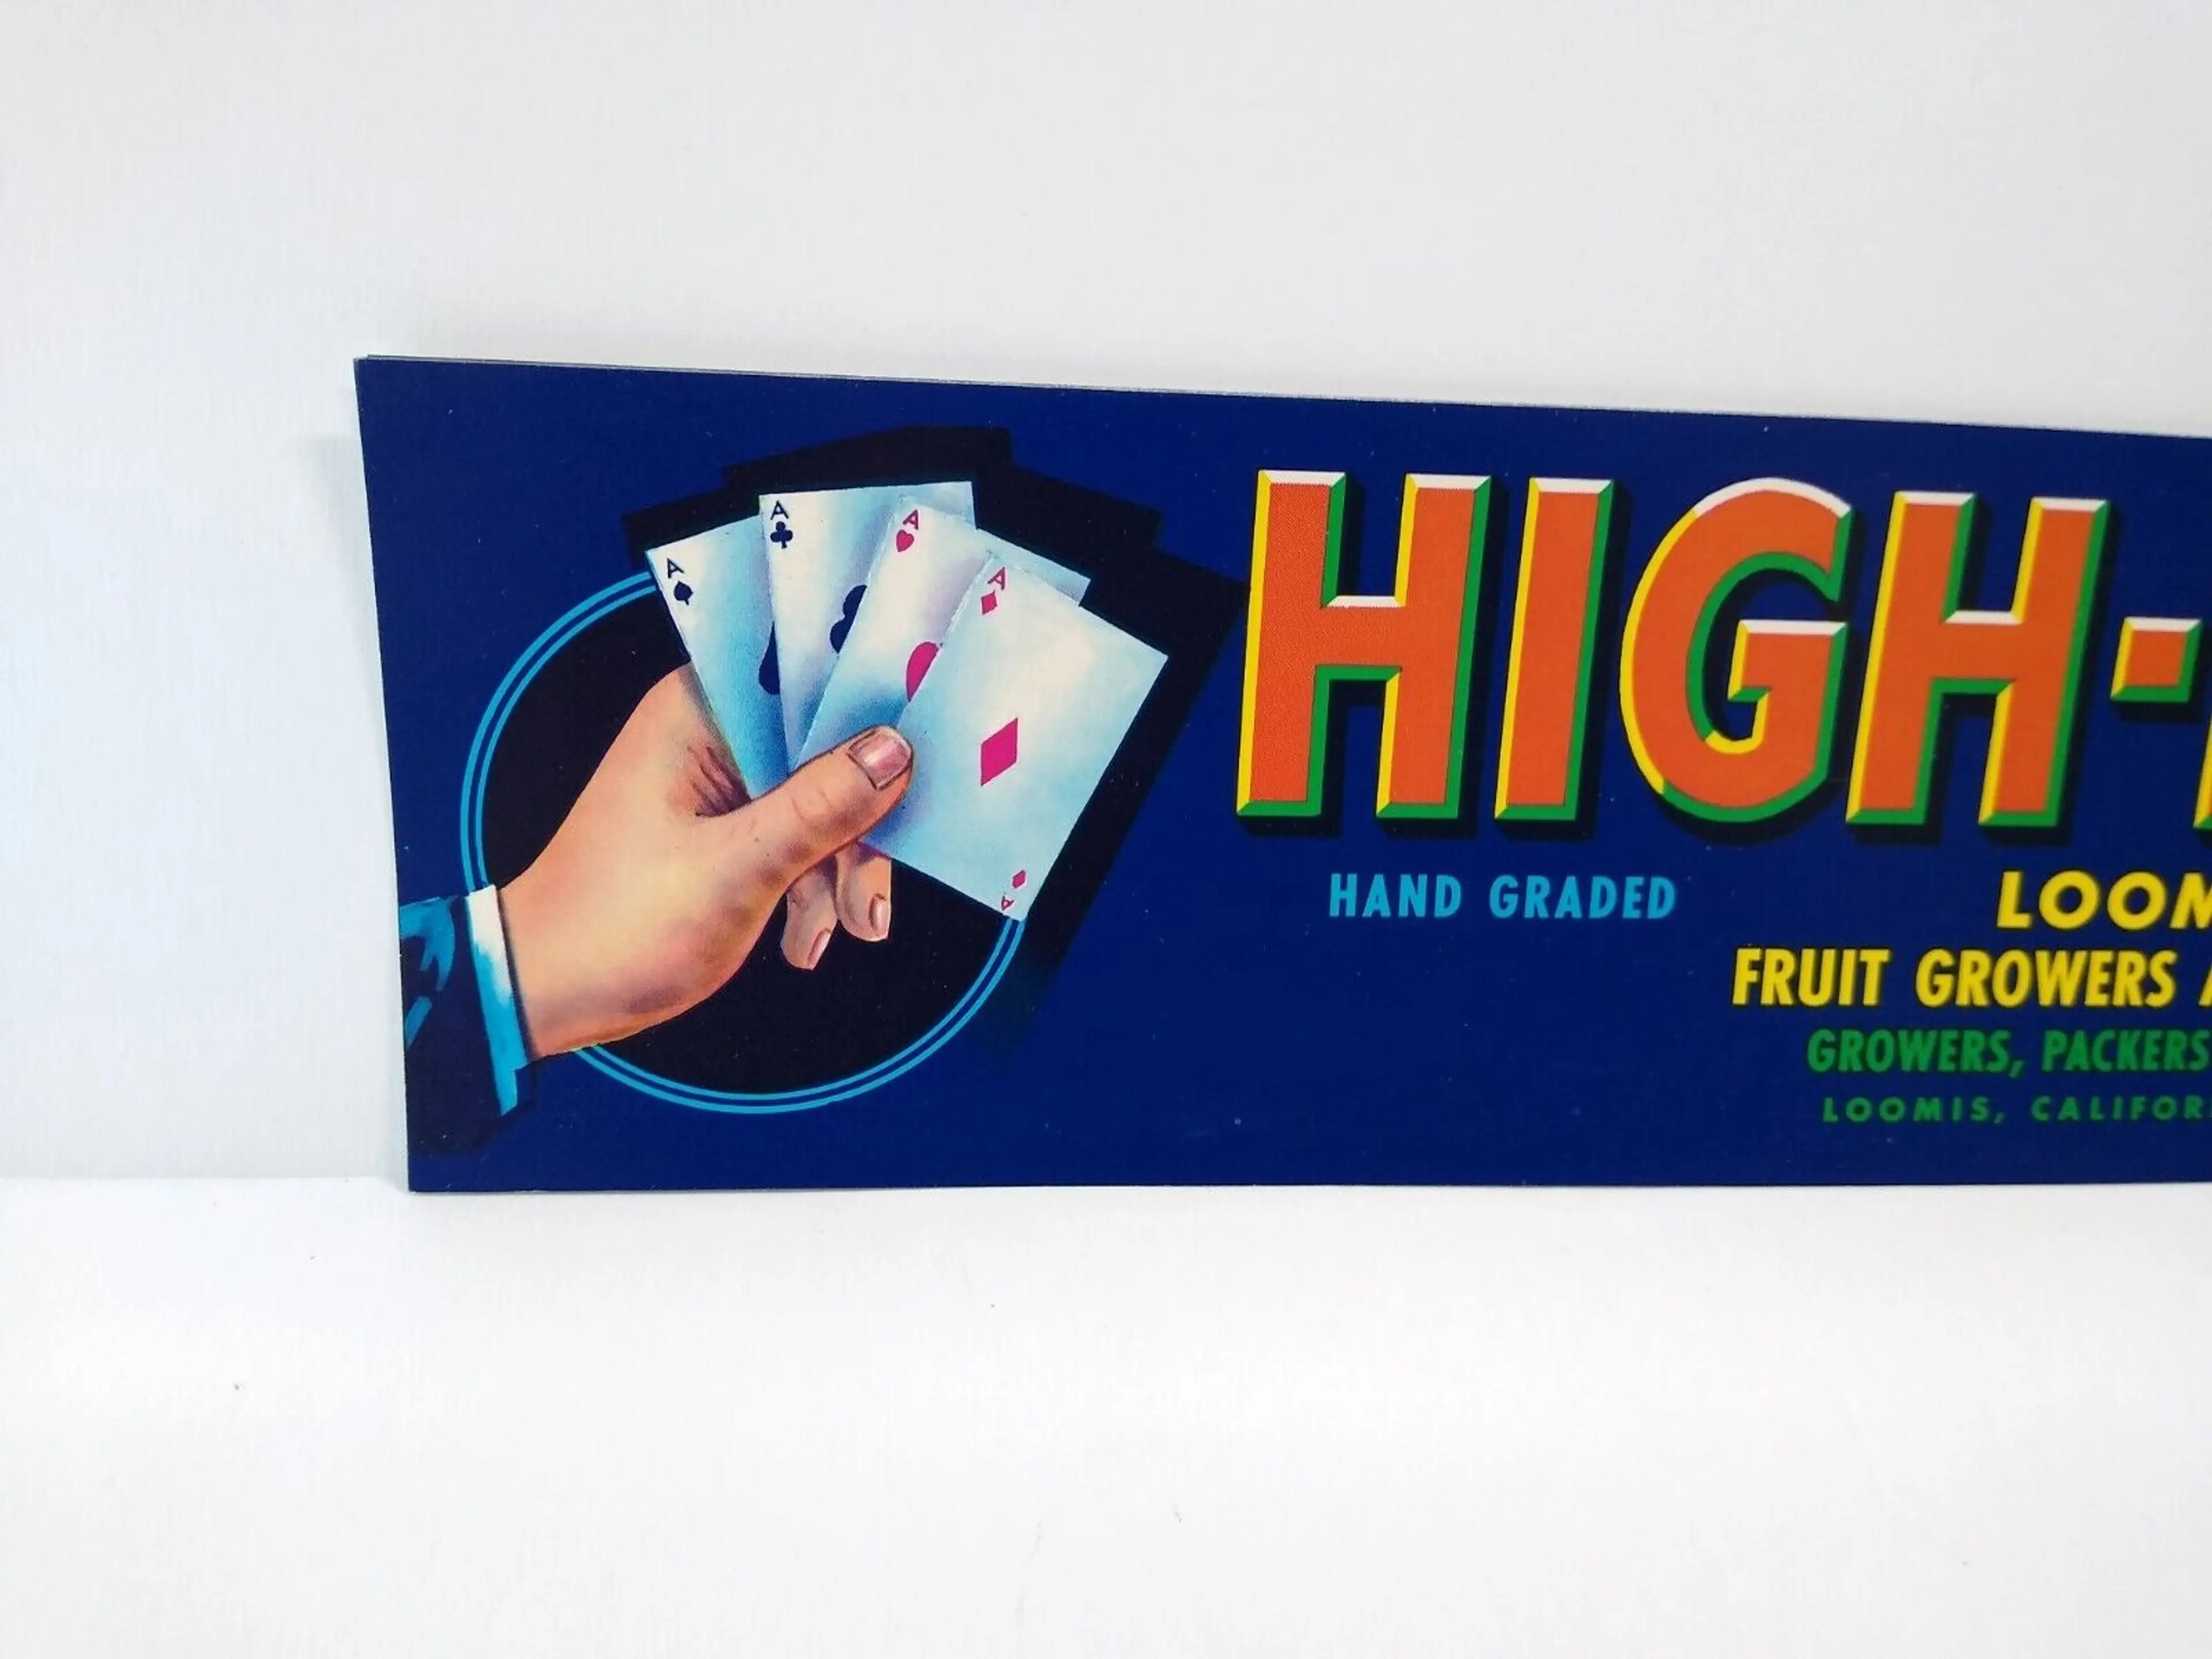 A
A
A
A
A
HIGH-
HAND GRADED
LOOM
FRUIT GROWERS
GROWERS, PACKERS
LOOMIS, CALIFOR